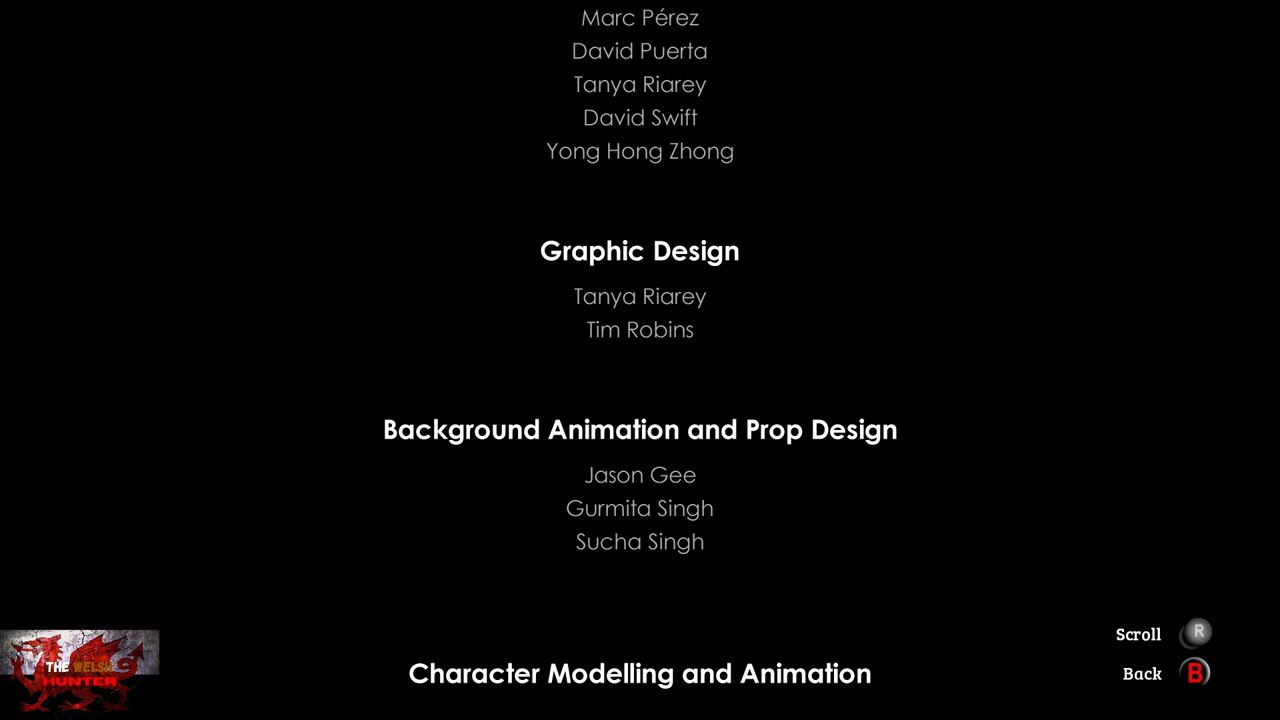 Marc Pérez
David Puerta
Tanya Riarey
David Swift
Yong Hong Zhong
Graphic Design
Tanya Riarey
Tim Robins
Background Animation and Prop Design
Jason Gee
Gurmita Singh
Sucha Singh
Scroll R
THE WELSH
HUNTER
Character Modelling and Animation
Back B